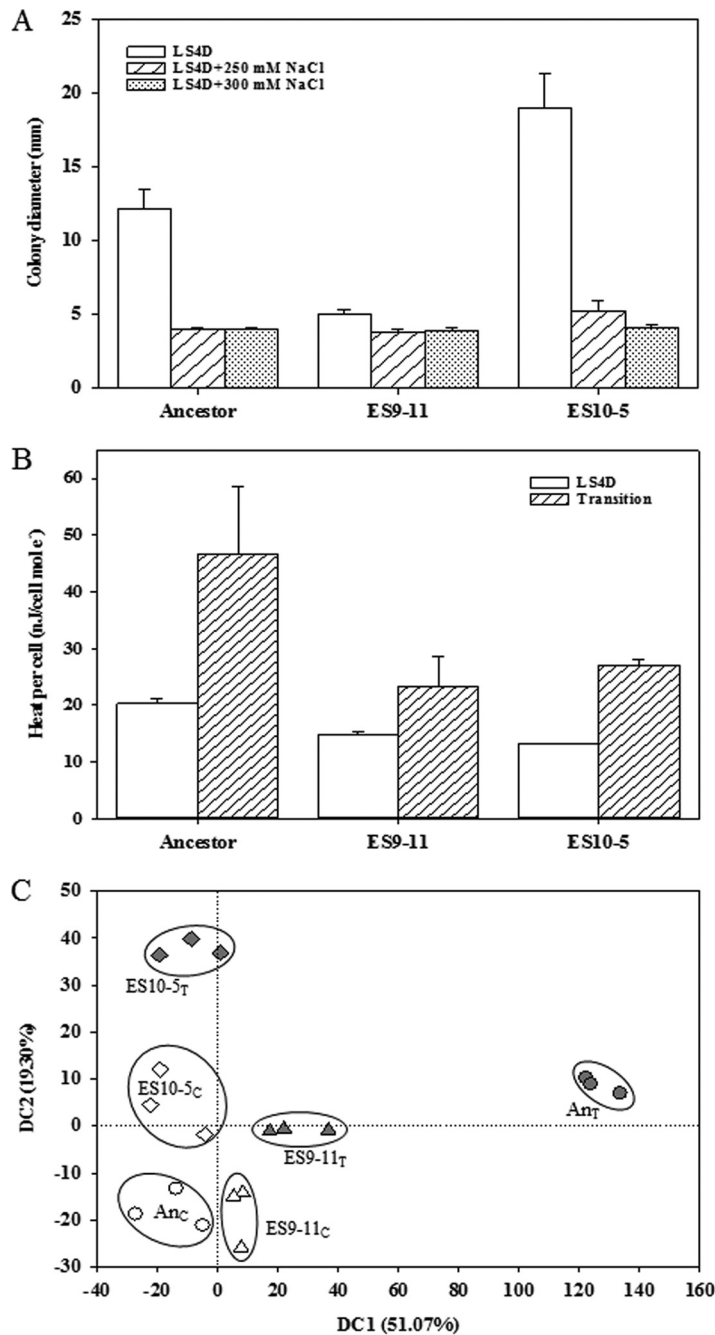 A
25
20
15
10
5
0
Colony diameter (mm)
LS4D
LS4D+250 mM NaCl
LS4D+300 mM NaCl
Ancestor ES9-11 ES10-5
B
60
50
40
30
20
10
0
Heat per cell (nJ/cell mole⁻)
LS4D
Transition
Ancestor ES9-11 ES10-5
C
50
40
30
20
10
0
-10
-20
-30
DC2 (19.30%)
ES10-5T
ES10-5C
AnT
ES9-11T
AnC
ES9-11C
-40 -20 0 20 40 60 80 100 120 140 160
DC1 (51.07%)